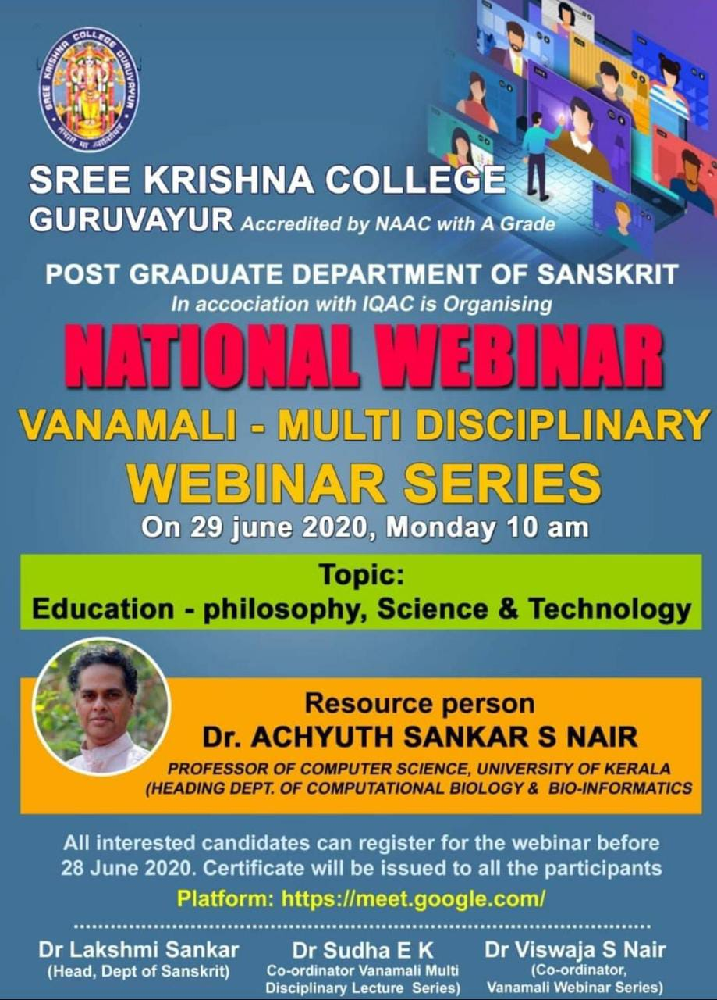 SREE KRISHNA COLLEGE GURUVAYUR
SREE KRISHNA COLLEGE
GURUVAYUR Accredited by NAAC with A Grade
POST GRADUATE DEPARTMENT OF SANSKRIT
In accociation with IQAC is Organising
NATIONAL WEBINAR
VANAMALI - MULTI DISCIPLINARY
WEBINAR SERIES
On 29 june 2020, Monday 10 am
Topic:
Education - philosophy, Science & Technology
Resource person
Dr. ACHYUTH SANKAR S NAIR
PROFESSOR OF COMPUTER SCIENCE, UNIVERSITY OF KERALA
(HEADING DEPT. OF COMPUTATIONAL BIOLOGY & BIO-INFORMATICS
All interested candidates can register for the webinar before
28 June 2020. Certificate will be issued to all the participants
Platform: https://meet.google.com/
Dr Lakshmi Sankar
(Head, Dept of Sanskrit)
Dr Sudha E K
Co-ordinator Vanamali Multi
Disciplinary Lecture Series)
Dr Viswaja S Nair
(Co-ordinator,
Vanamali Webinar Series)